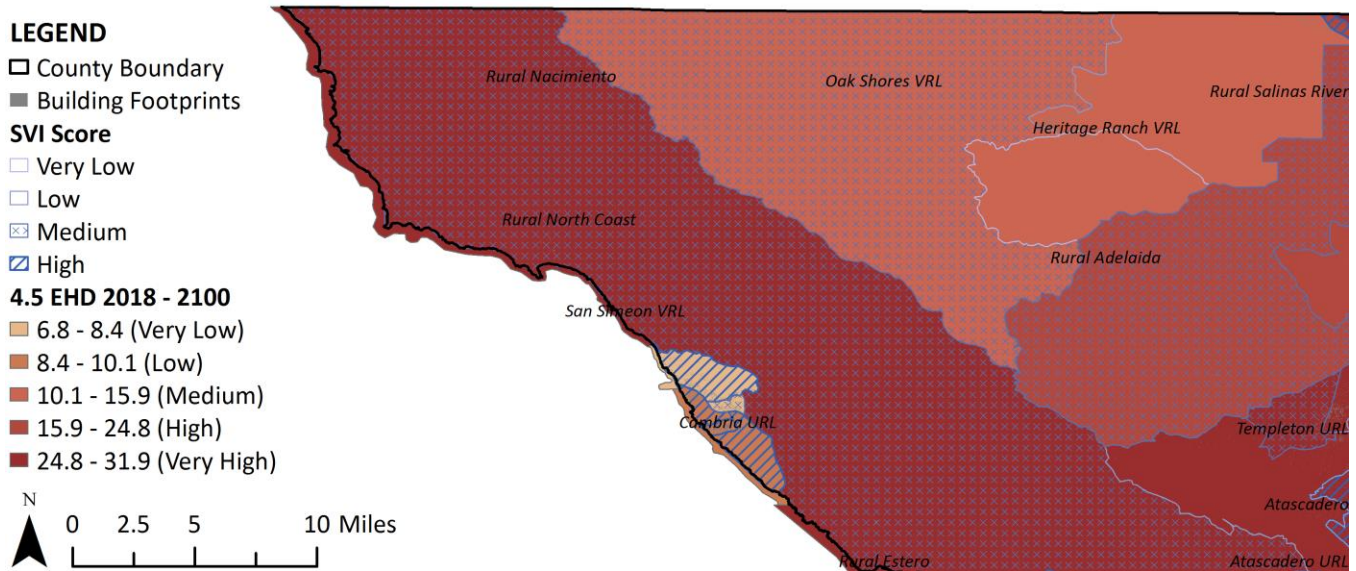 LEGEND
County Boundary
Building Footprints
SVI Score
Very Low
Low
Medium
High
4.5 EHD 2018 - 2100
6.8 - 8.4 (Very Low)
8.4 - 10.1 (Low)
10.1 - 15.9 (Medium)
15.9 - 24.8 (High)
24.8 - 31.9 (Very High)
N
0 2.5 5 10 Miles
Rural Nacimiento
Oak Shores VRL
Rural Salinas River
Heritage Ranch VRL
Rural North Coast
Rural Adelaida
San Simeon VRL
Cambria URL
Templeton URL
Atascadero
Rural Estero
Atascadero URL